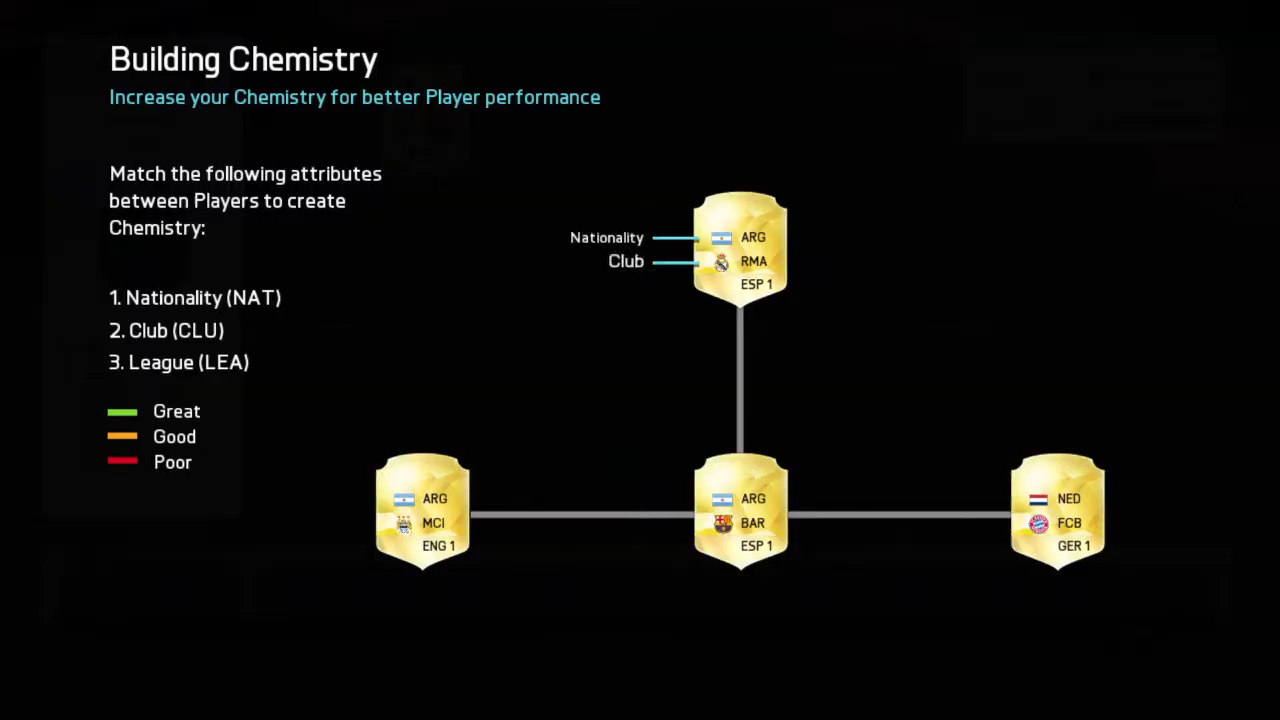 Building Chemistry
Increase your Chemistry for better Player performance
Match the following attributes
between Players to create
Chemistry:
1. Nationality (NAT)
2. Club (CLU)
3. League (LEA)
Great
Good
Poor
Nationality
Club
ARG
RMA
ESP 1
ARG
MCI
ENG 1
ARG
BAR
ESP 1
NED
FCB
GER 1